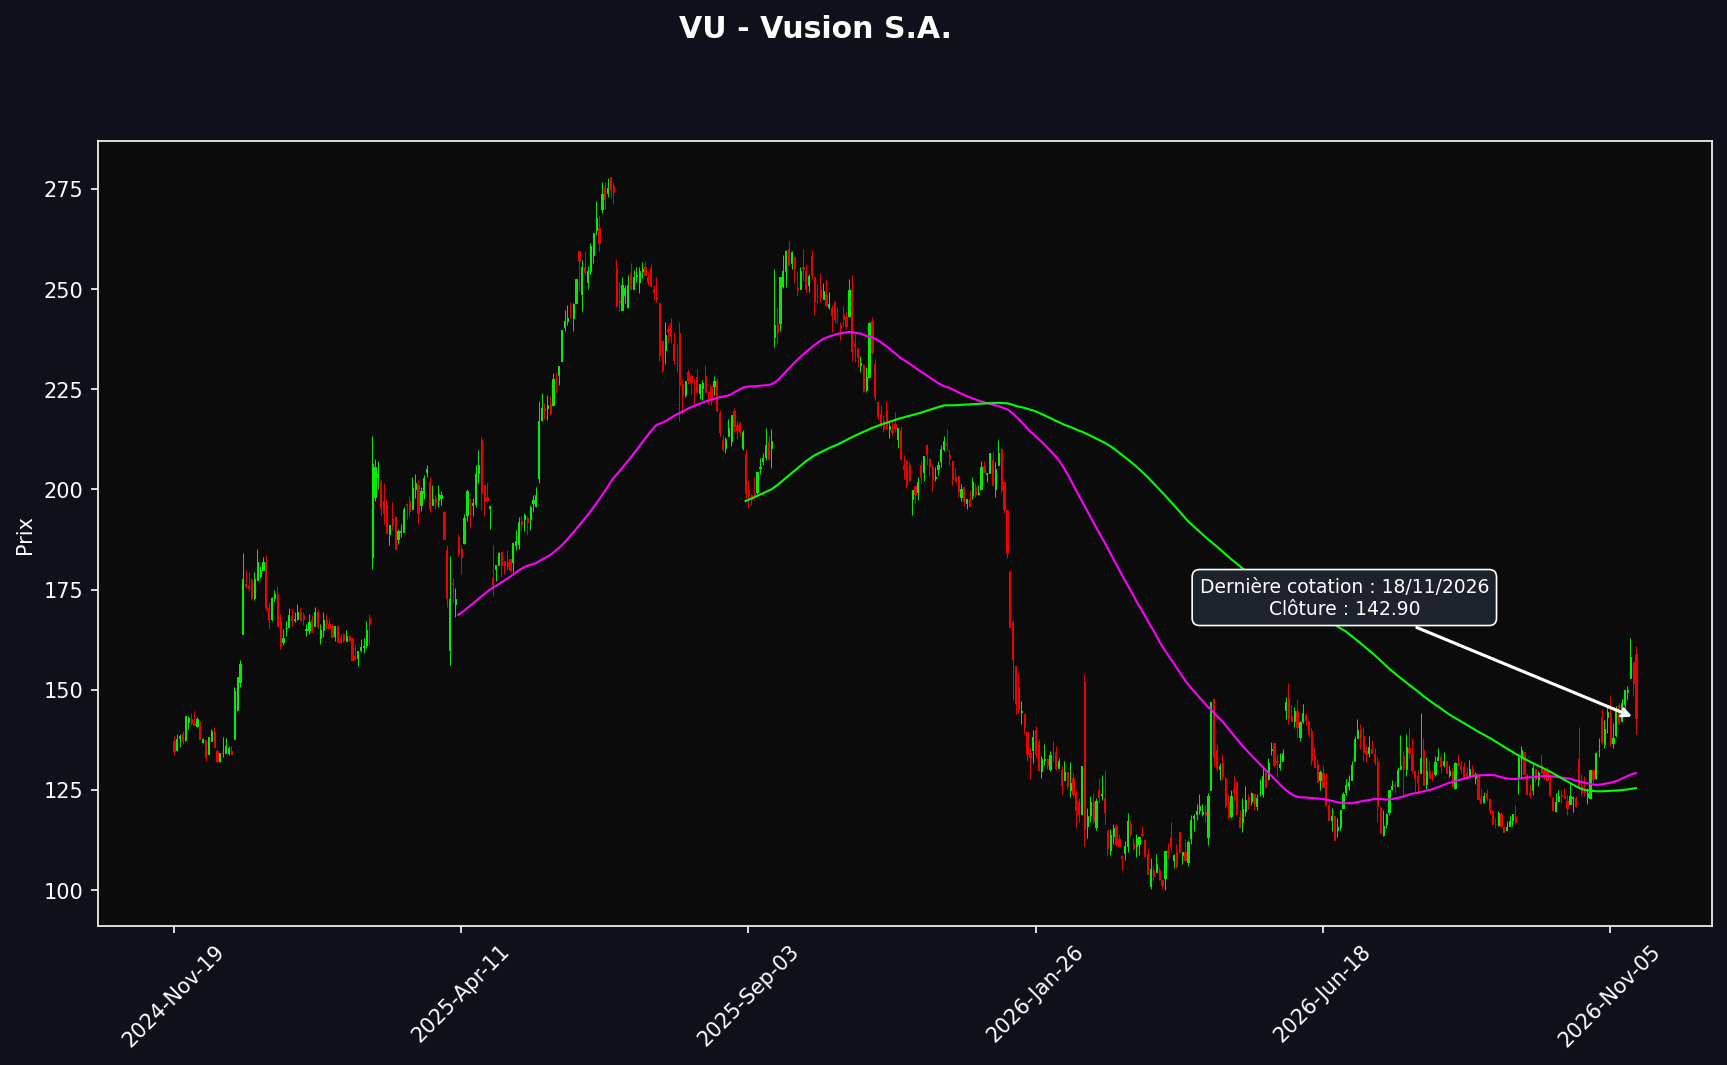 VU - Vusion S.A.
Prix
275
250
225
200
175
150
125
100
Dernière cotation : 18/11/2026
Clôture : 142.90
2024-Nov-19
2025-Apr-11
2025-Sep-03
2026-Jan-26
2026-Jun-18
2026-Nov-05